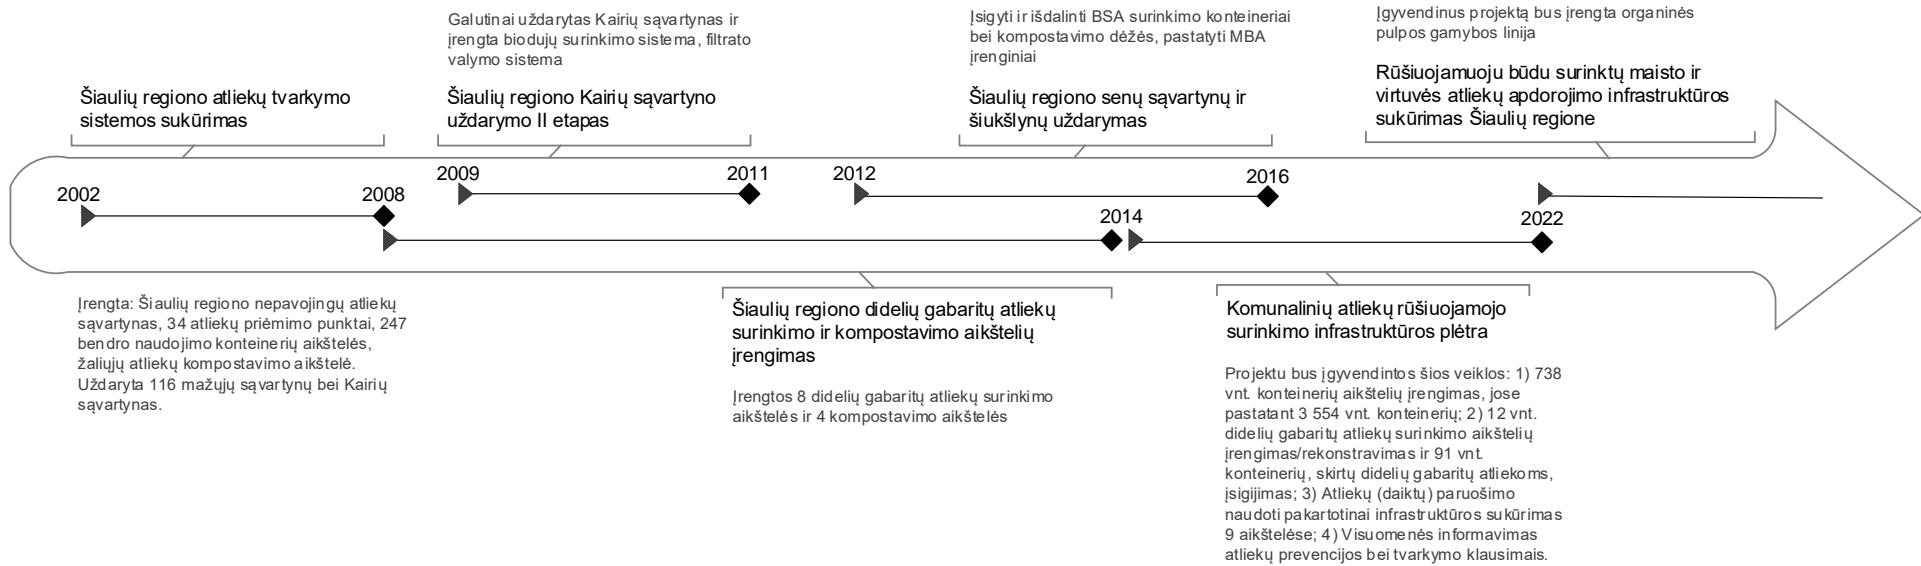 Galutinai uždarytas Kairių sąvartynas ir
įrengta biodujų surinkimo sistema, filtrato
valymo sistema
Įsigyti ir išdalinti BSA surinkimo konteineriai
bei kompostavimo dėžės, pastatyti MBA
įrenginiai
Įgyvendinus projektą bus įrengta organinės
pulpos gamybos linija
Šiaulių regiono atliekų tvarkymo
sistemos sukūrimas
Šiaulių regiono Kairių sąvartyno
uždarymo II etapas
Šiaulių regiono senų sąvartynų ir
šiukšlynų uždarymas
Rūšiuojamuoju būdu surinktų maisto ir
virtuvės atliekų apdorojimo infrastruktūros
sukūrimas Šiaulių regione
2002
2008
2009
2011
2012
2014
2016
2022
Įrengta: Šiaulių regiono nepavojingų atliekų
sąvartynas, 34 atliekų priėmimo punktai, 247
bendro naudojimo konteinerių aikštelės,
žaliųjų atliekų kompostavimo aikštelė.
Uždaryta 116 mažųjų sąvartynų bei Kairių
sąvartynas.
Šiaulių regiono didelių gabaritų atliekų
surinkimo ir kompostavimo aikštelių
įrengimas
Įrengtos 8 didelių gabaritų atliekų surinkimo
aikštelės ir 4 kompostavimo aikštelės
Komunalinių atliekų rūšiuojamojo
surinkimo infrastruktūros plėtra
Projektu bus įgyvendintos šios veiklos: 1) 738
vnt. konteinerių aikštelių įrengimas, jose
pastatant 3 554 vnt. konteinerių; 2) 12 vnt.
didelių gabaritų atliekų surinkimo aikštelių
įrengimas/rekonstravimas ir 91 vnt.
konteinerių, skirtų didelių gabaritų atliekoms,
įsigijimas; 3) Atliekų (daiktų) paruošimo
naudoti pakartotinai infrastruktūros sukūrimas
9 aikštelėse; 4) Visuomenės informavimas
atliekų prevencijos bei tvarkymo klausimais.